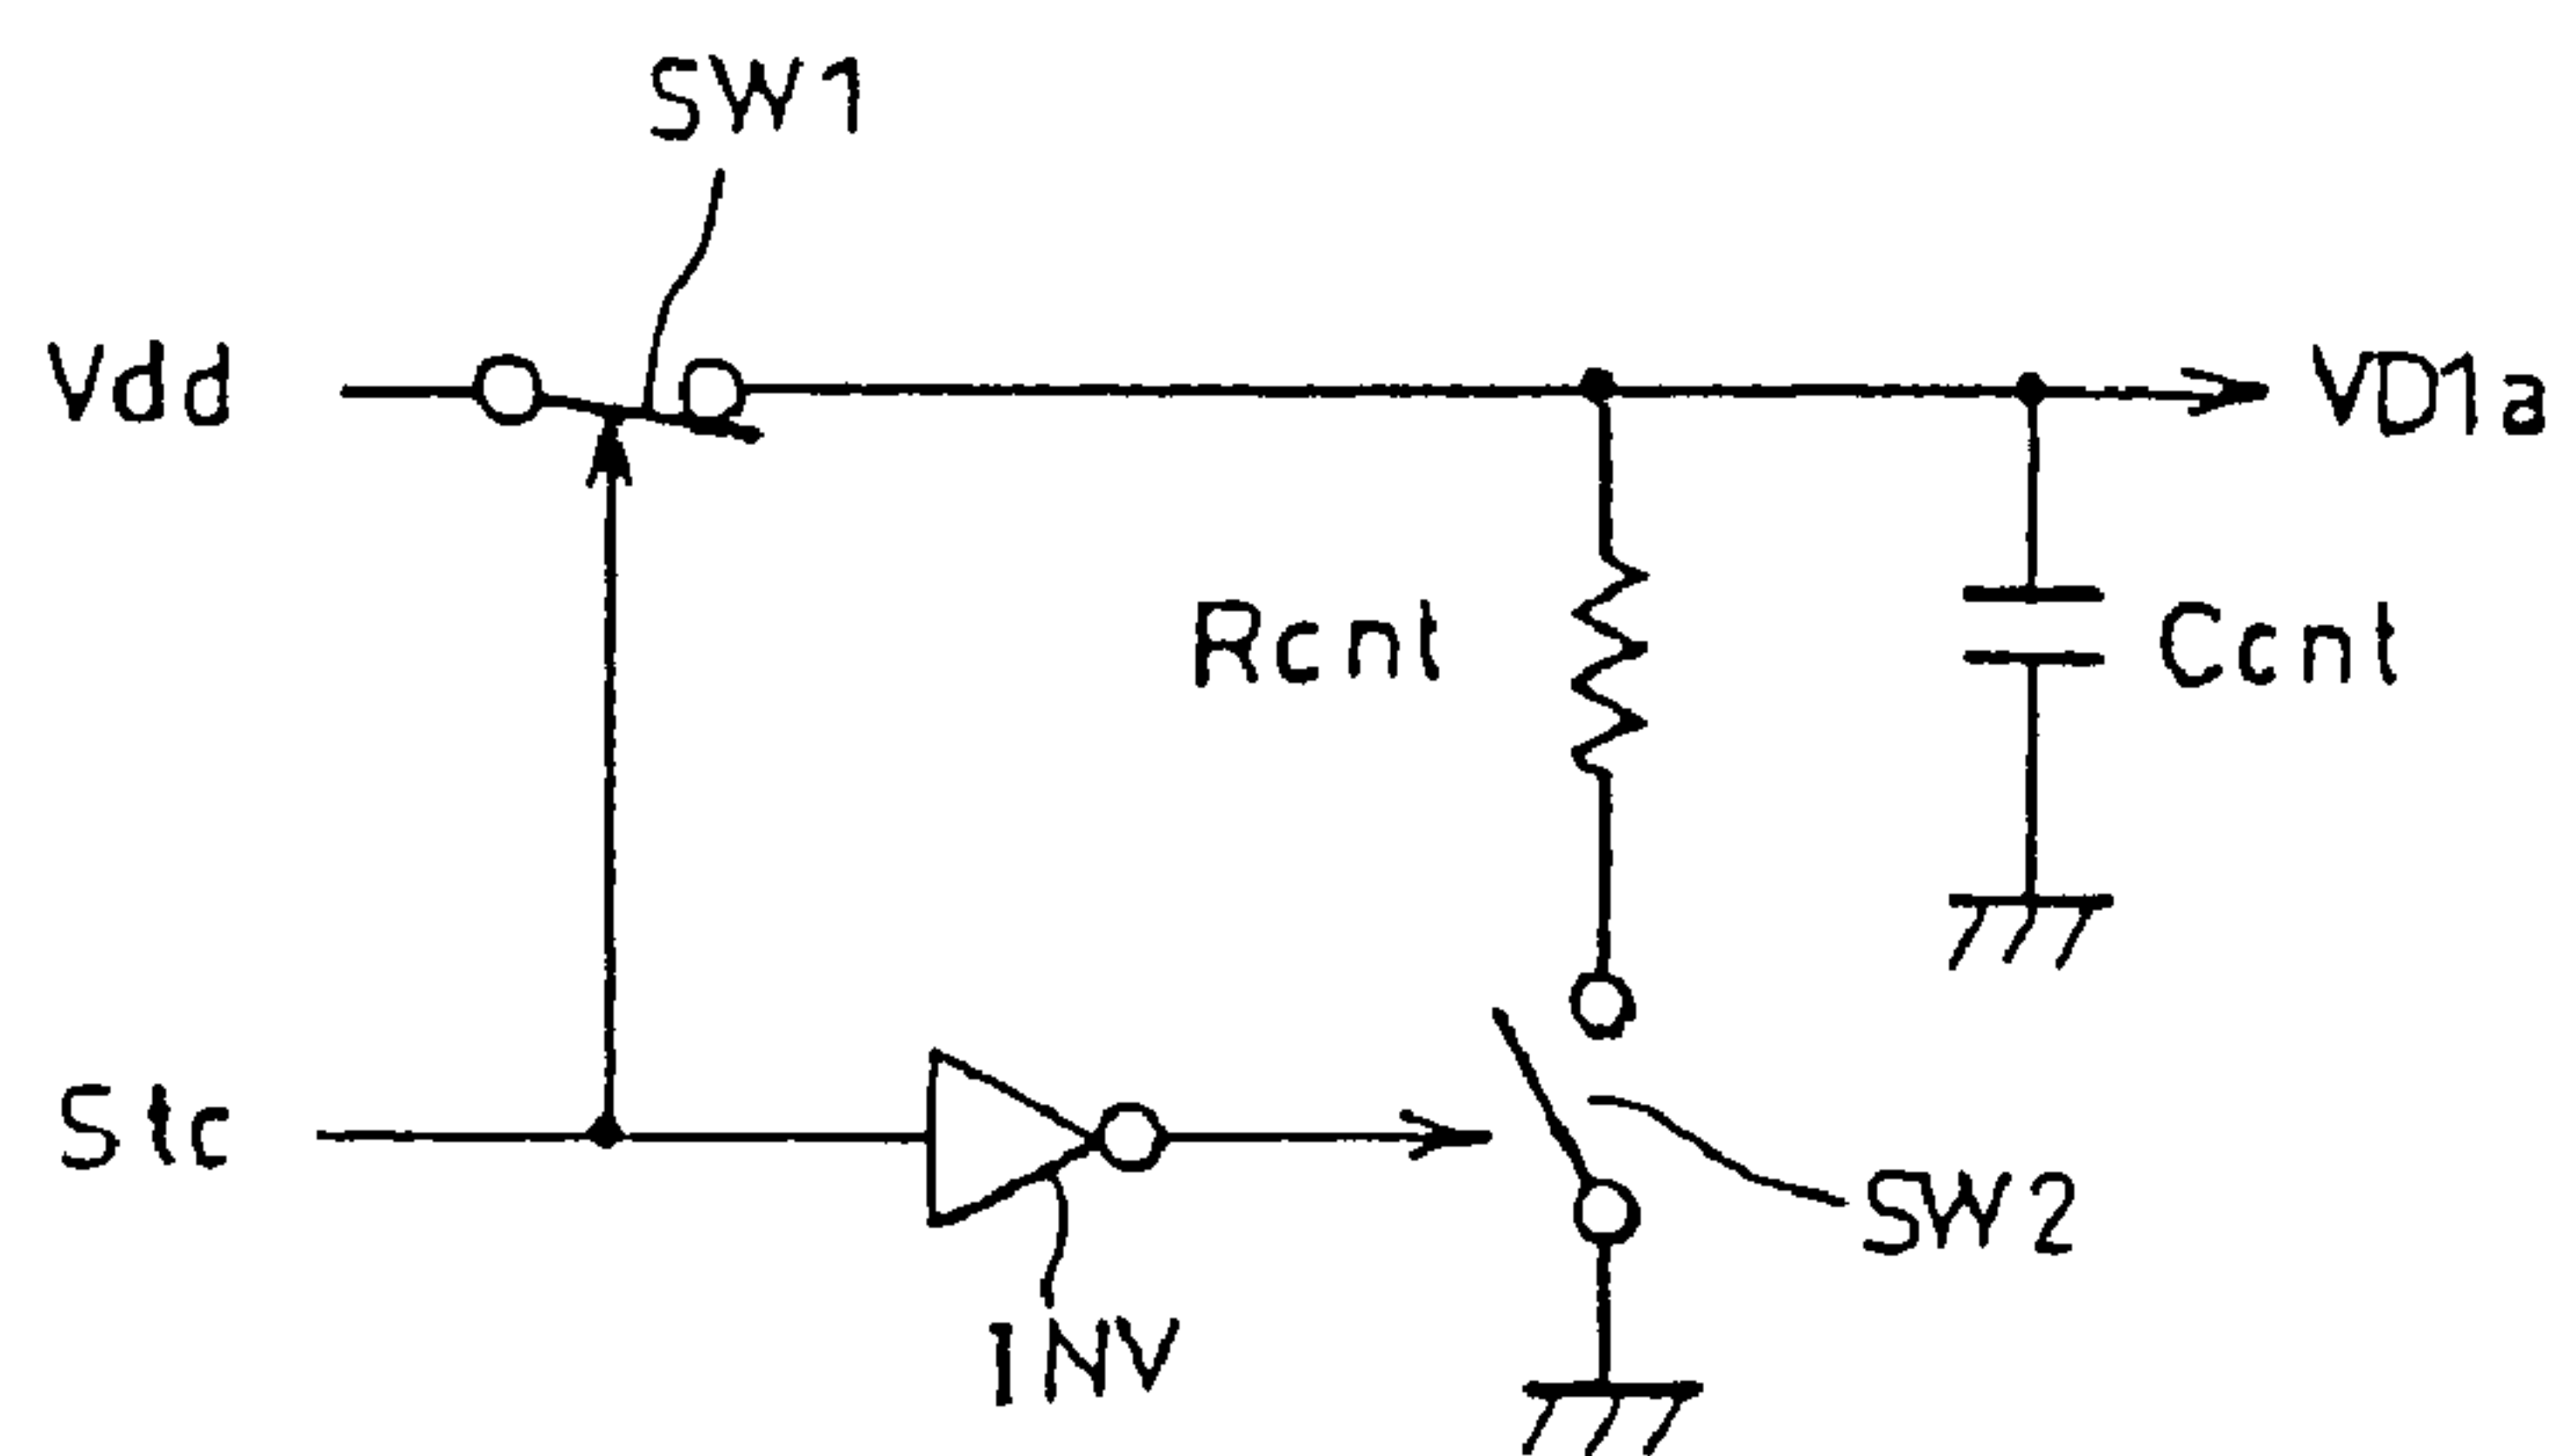 SW1
Vdd
VD1a
Rcnt
Ccnt
Stc
SW2
INV